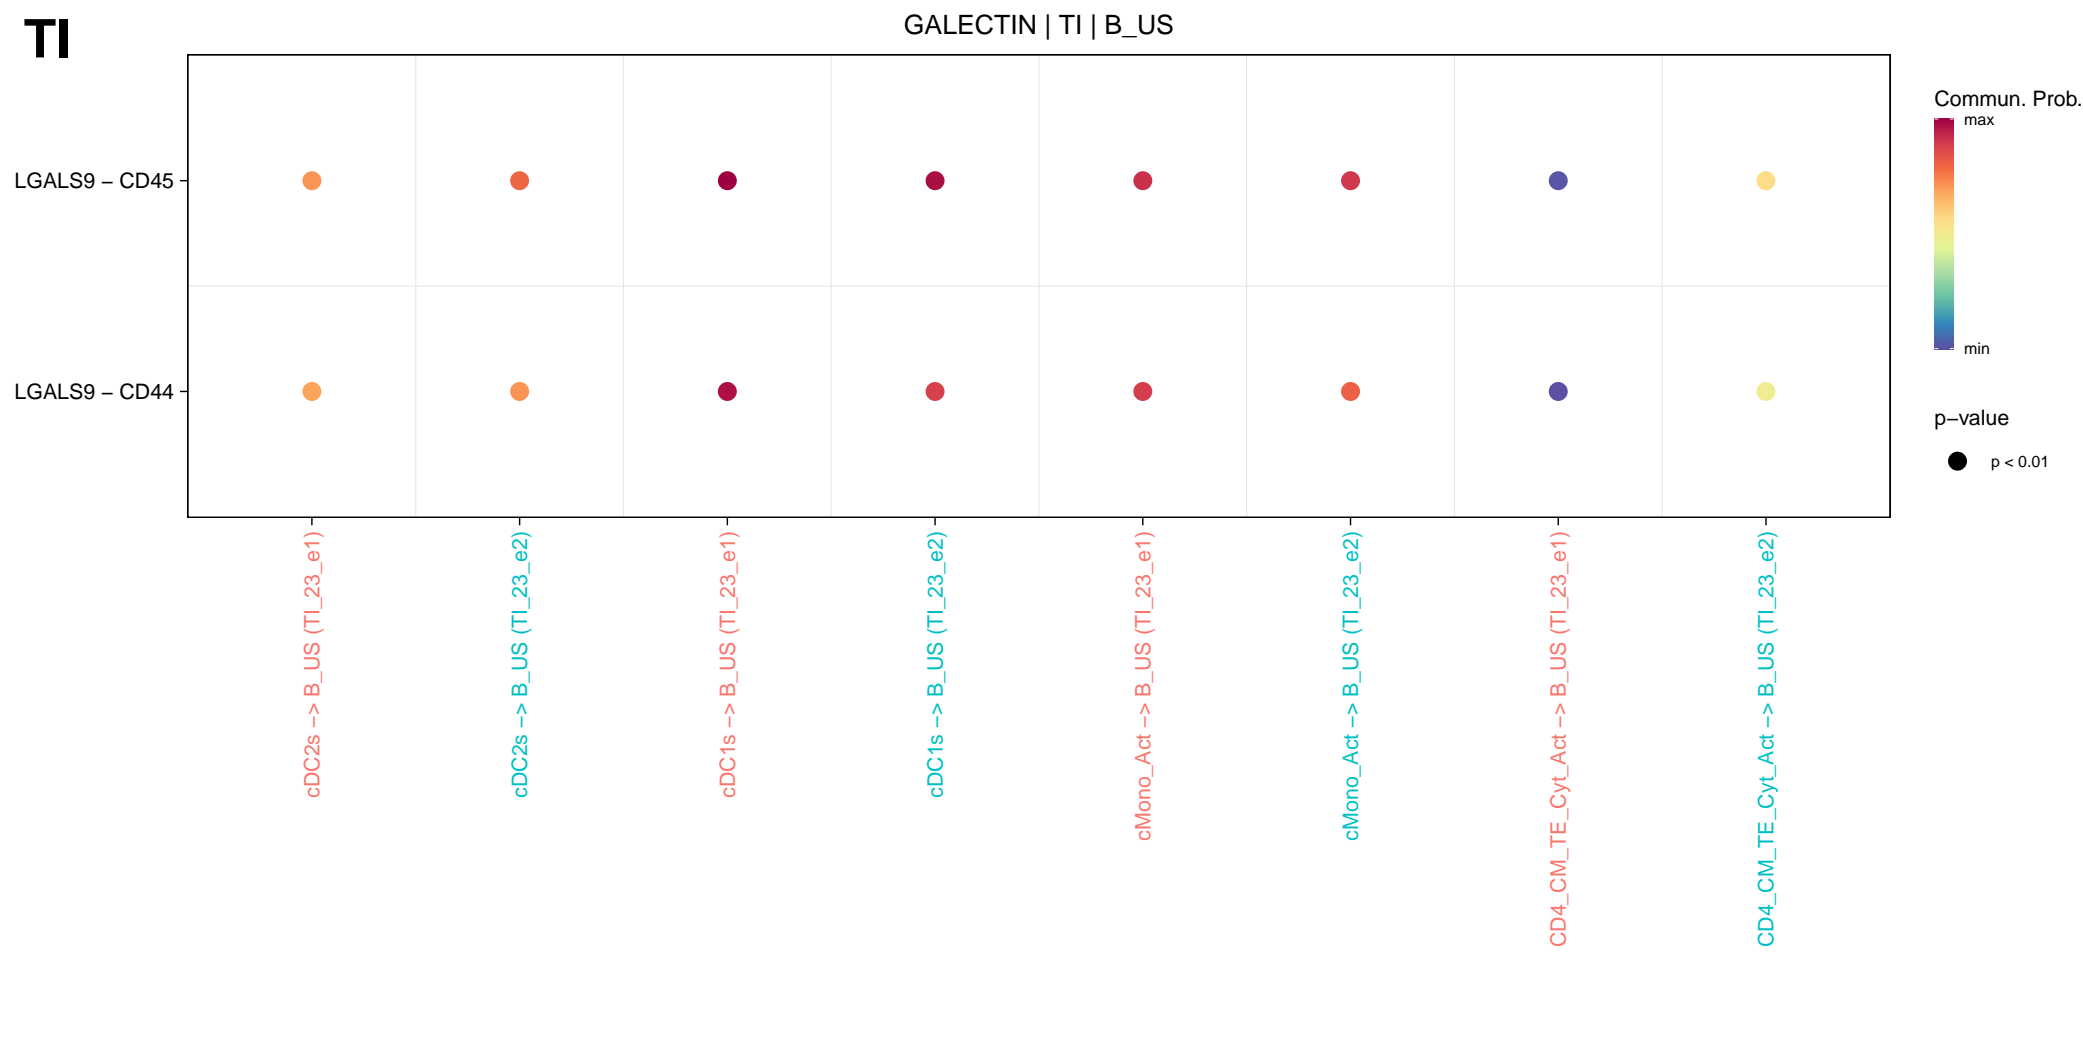 TI
GALECTIN | TI | B_US
LGALS9 − CD45
LGALS9 − CD44
cDC2s −> B_US (TI_23_e1)
cDC2s −> B_US (TI_23_e2)
cDC1s −> B_US (TI_23_e1)
cDC1s −> B_US (TI_23_e2)
cMono_Act −> B_US (TI_23_e1)
cMono_Act −> B_US (TI_23_e2)
CD4_CM_TE_Cyt_Act −> B_US (TI_23_e1)
CD4_CM_TE_Cyt_Act −> B_US (TI_23_e2)
Commun. Prob.
max
min
p−value
p < 0.01